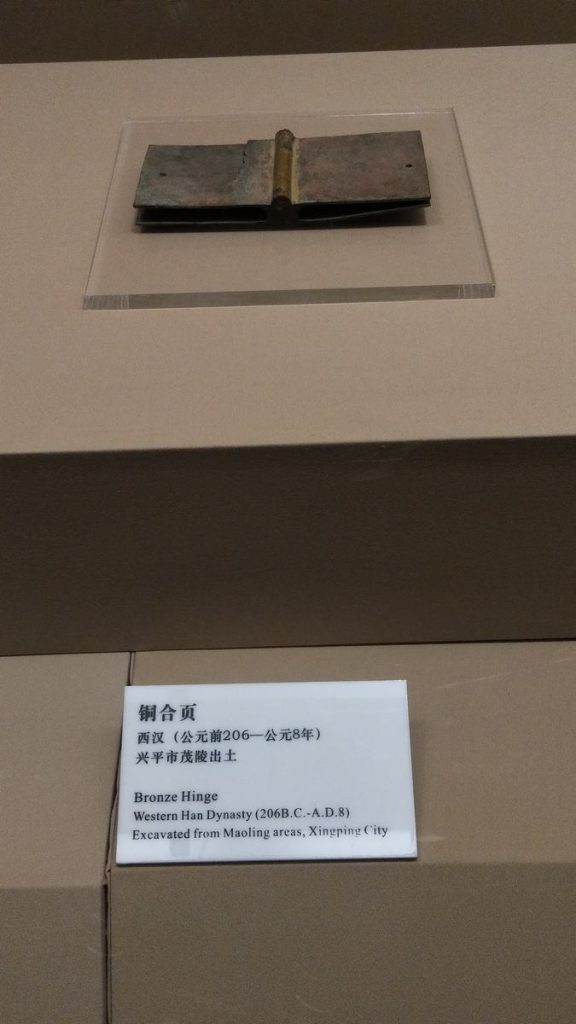 铜合页
西汉（公元前206—公元8年）
兴平市茂陵出土
Bronze Hinge
Western Han Dynasty (206B.C.-A.D.8)
Excavated from Maoling areas, Xingping City